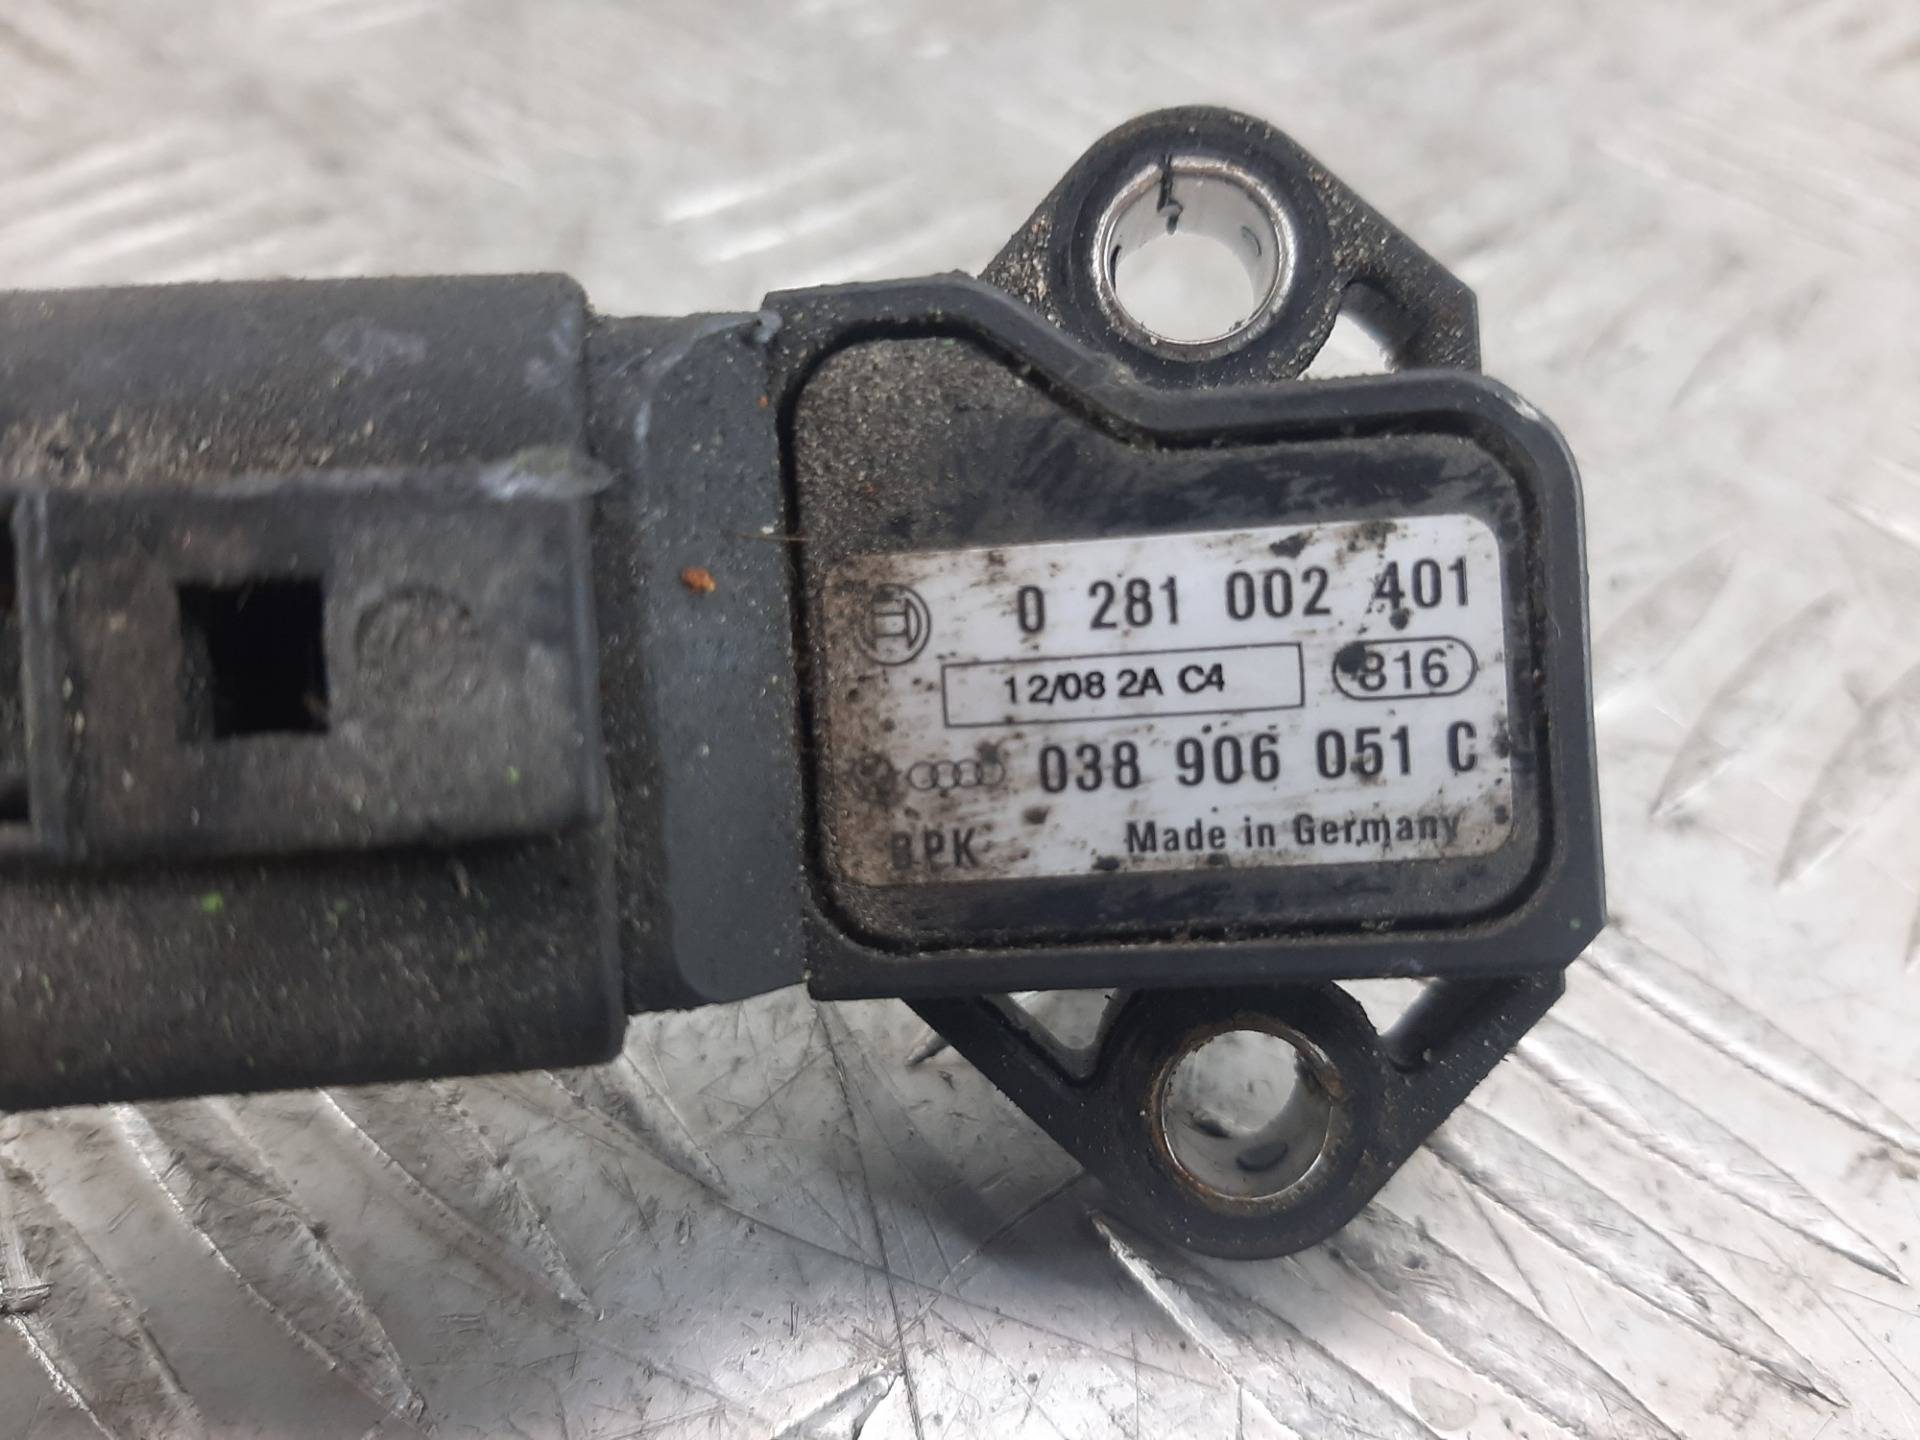 0 281 002 401
12/08 2A C4 816
038 906 051 C
BPK Made in Germany